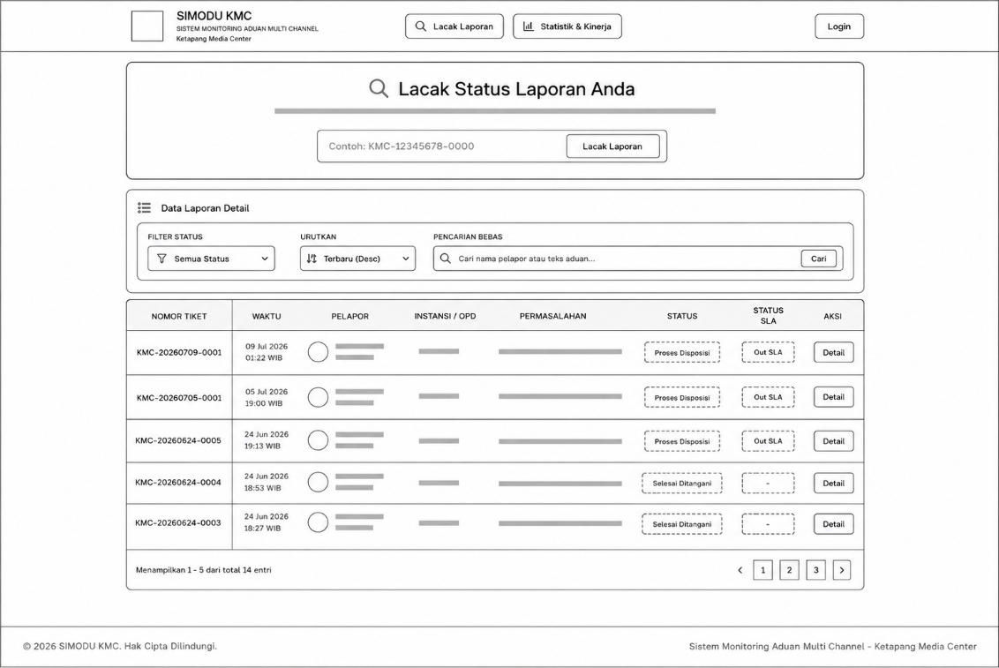 SIMODU KMC
SISTEM MONITORING ADUAN MULTI CHANNEL
Ketapang Media Center
Lacak Laporan
Statistik & Kinerja
Login
Lacak Status Laporan Anda
Contoh: KMC-12345678-0000
Lacak Laporan
Data Laporan Detail
FILTER STATUS
URUTKAN
PENCARIAN BEBAS
Semua Status
Terbaru (Desc)
Cari nama pelapor atau teks aduan...
Cari
NOMOR TIKET
WAKTU
PELAPOR
INSTANSI / OPD
PERMASALAHAN
STATUS
STATUS
SLA
AKSI
KMC-20260709-0001
09 Jul 2026
01:22 WIB
Proses Disposisi
Out SLA
Detail
KMC-20260705-0001
05 Jul 2026
19:00 WIB
Proses Disposisi
Out SLA
Detail
KMC-20260624-0005
24 Jun 2026
19:13 WIB
Proses Disposisi
Out SLA
Detail
KMC-20260624-0004
24 Jun 2026
18:53 WIB
Selesai Ditangani
-
Detail
KMC-20260624-0003
24 Jun 2026
18:27 WIB
Selesai Ditangani
-
Detail
Menampilkan 1 - 5 dari total 14 entri
1
2
3
© 2026 SIMODU KMC. Hak Cipta Dilindungi.
Sistem Monitoring Aduan Multi Channel - Ketapang Media Center